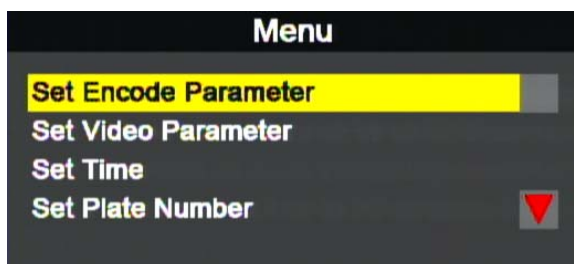 Menu
Set Encode Parameter
Set Video Parameter
Set Time
Set Plate Number